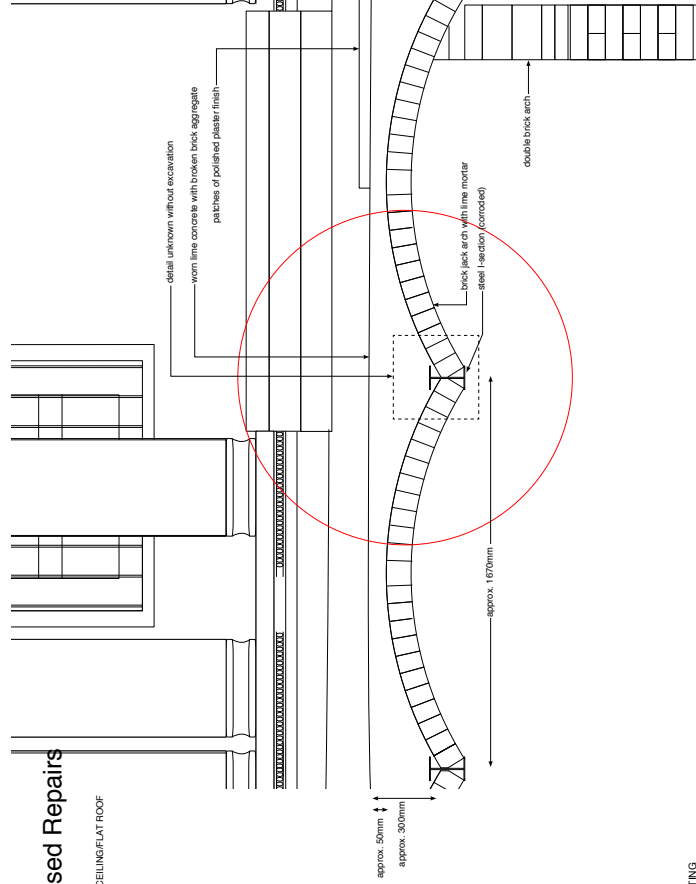 sed Repairs
CEILING/FLAT ROOF
detail unknown without excavation
worn lime concrete with broken brick aggregate
patches of polished plaster finish
brick jack arch with lime mortar
steel I-section (corroded)
double brick arch
approx. 1670mm
approx. 50mm
approx. 300mm
TING